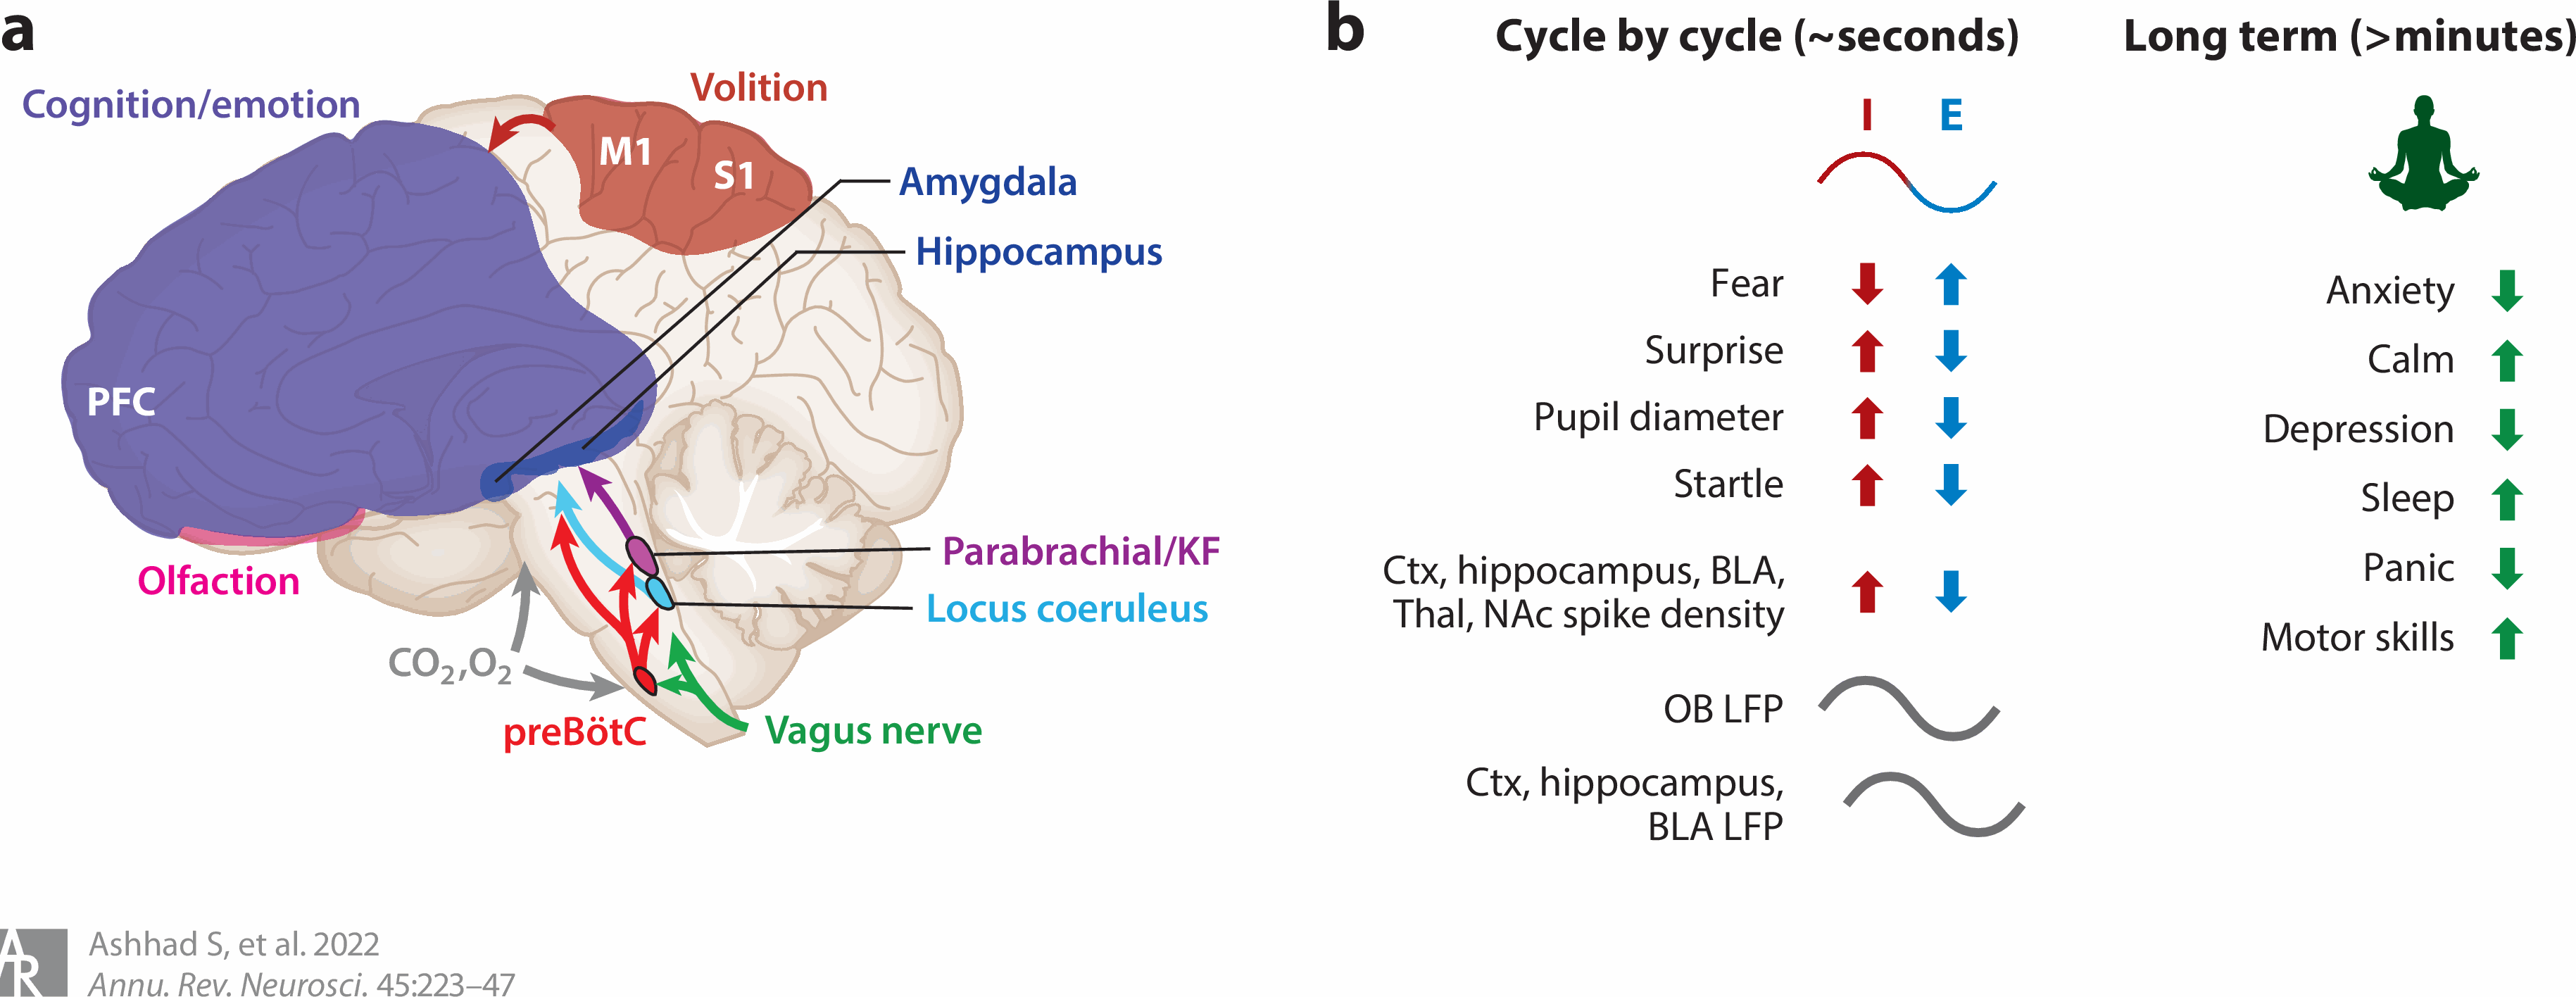 a
Cognition/emotion
Volition
M1
S1
Amygdala
Hippocampus
PFC
Olfaction
Parabrachial/KF
Locus coeruleus
CO₂,O₂
preBötC
Vagus nerve
b
Cycle by cycle (~seconds)
I E
Fear
Surprise
Pupil diameter
Startle
Ctx, hippocampus, BLA,
Thal, NAc spike density
OB LFP
Ctx, hippocampus,
BLA LFP
Long term (>minutes)
Anxiety
Calm
Depression
Sleep
Panic
Motor skills
AR
Ashhad S, et al. 2022
Annu. Rev. Neurosci. 45:223–47